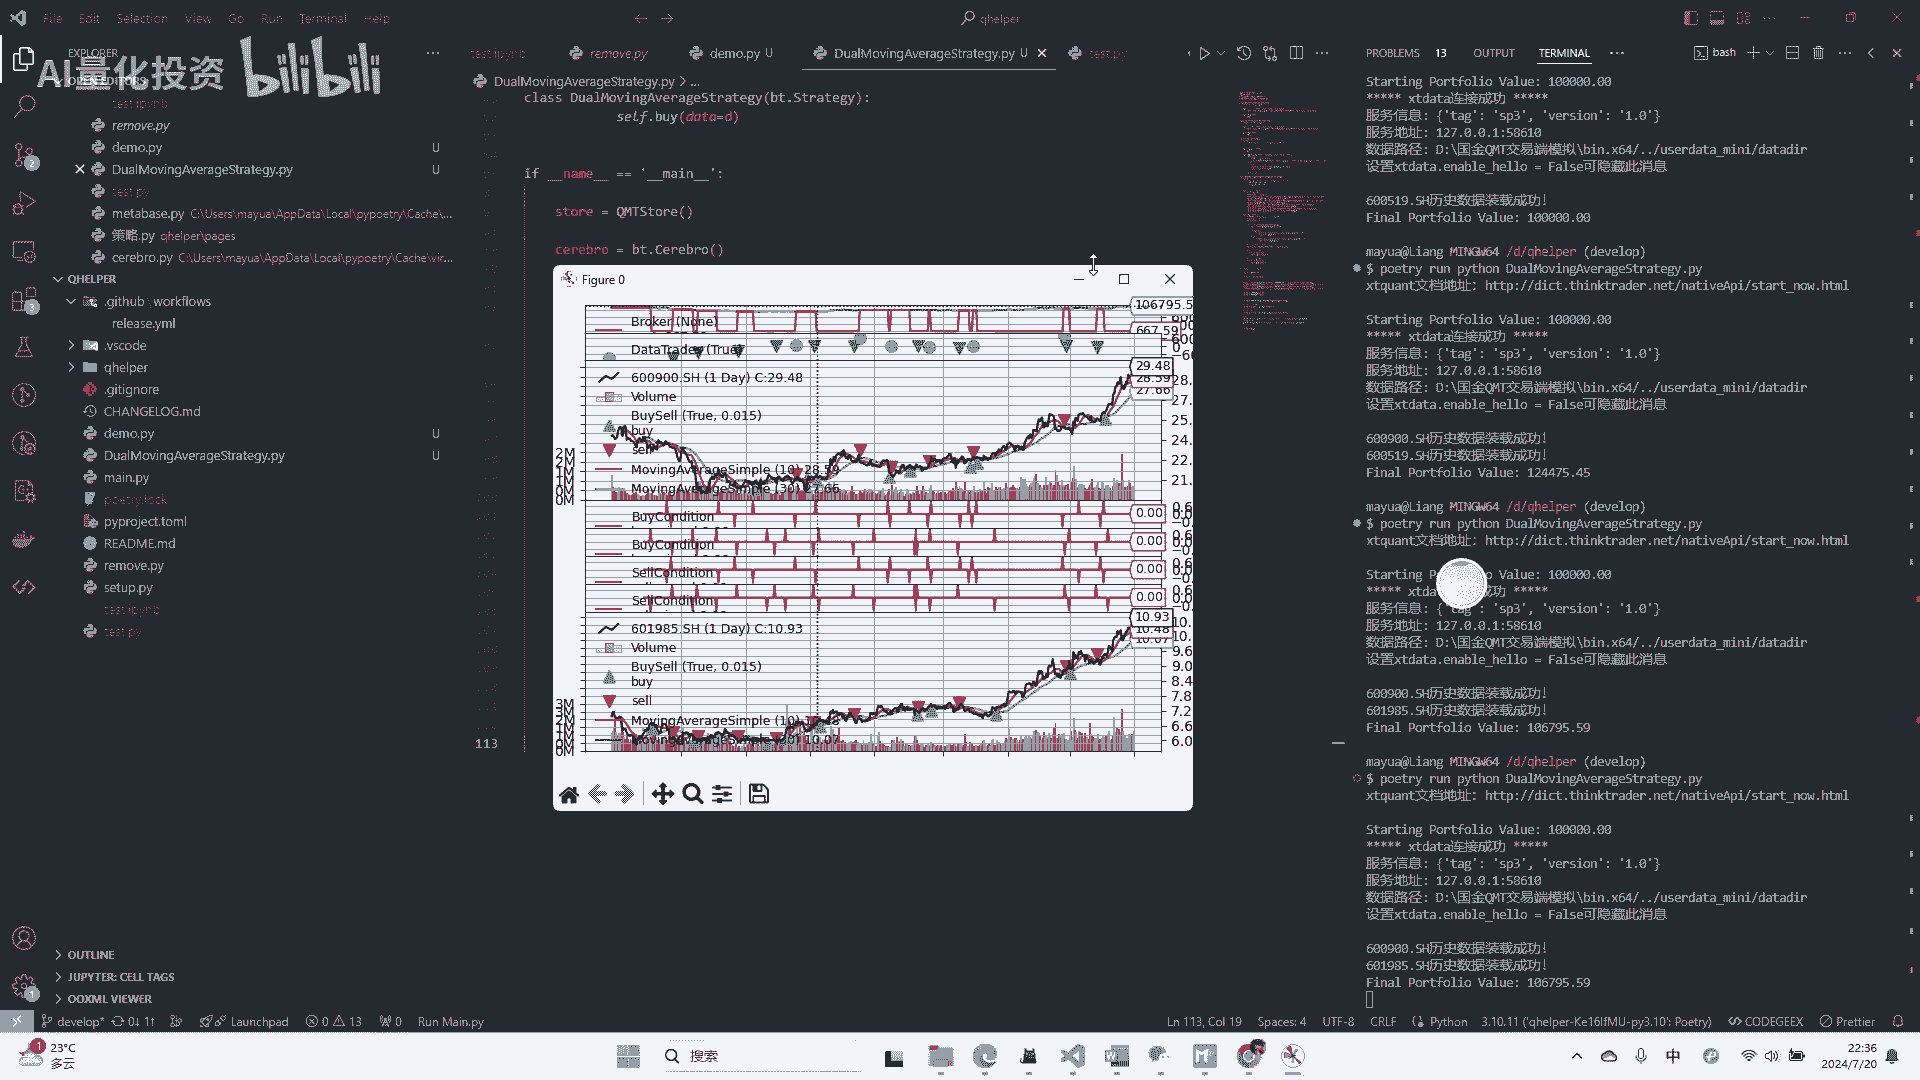 File Edit Selection View Go Run Terminal Help
qhelper
EXPLORER
AI量化投资 bilibili
OPEN EDITORS
test.ipynb
remove.py
demo.py U
DualMovingAverageStrategy.py U
test.py
metabase.py C:\Users\mayua\AppData\Local\pypoetry\Cache\...
策略.py qhelper\pages
cerebro.py C:\Users\mayua\AppData\Local\pypoetry\Cache\vir...
QHELPER
.github \ workflows
release.yml
.vscode
qhelper
.gitignore
CHANGELOG.md
demo.py U
DualMovingAverageStrategy.py U
main.py
poetry.lock
pyproject.toml
README.md
remove.py
setup.py
test.ipynb
test.py
OUTLINE
JUPYTER: CELL TAGS
OOXML VIEWER
test.ipynb remove.py demo.py U DualMovingAverageStrategy.py U test.py
DualMovingAverageStrategy.py > ...
class DualMovingAverageStrategy(bt.Strategy):
self.buy(data=d)
if __name__ == '__main__':
store = QMTStore()
cerebro = bt.Cerebro()
113
Figure 0
106795.5
Broker (None)
667.59
DataTrades (True)
600900.SH (1 Day) C:29.48
29.48
Volume
BuySell (True, 0.015)
buy
sell
MovingAverageSimple (10) 28.59
MovingAverageSimple (30) 27.66
BuyCondition
0.00
BuyCondition
0.00
SellCondition
0.00
SellCondition
0.00
601985.SH (1 Day) C:10.93
10.93
Volume
9.6
BuySell (True, 0.015)
9.0
buy
8.4
sell
7.8
7.2
MovingAverageSimple (10)
6.6
6.0
PROBLEMS 13 OUTPUT TERMINAL
bash
Starting Portfolio Value: 100000.00
***** xtdata连接成功 *****
服务信息: {'tag': 'sp3', 'version': '1.0'}
服务地址: 127.0.0.1:58610
数据路径: D:\国金QMT交易端模拟\bin.x64/../userdata_mini/datadir
设置xtdata.enable_hello = False可隐藏此消息
600519.SH历史数据装载成功!
Final Portfolio Value: 100000.00
mayua@Liang MINGW64 /d/qhelper (develop)
$ poetry run python DualMovingAverageStrategy.py
xtquant文档地址: http://dict.thinktrader.net/nativeApi/start_now.html
Starting Portfolio Value: 100000.00
***** xtdata连接成功 *****
服务信息: {'tag': 'sp3', 'version': '1.0'}
服务地址: 127.0.0.1:58610
数据路径: D:\国金QMT交易端模拟\bin.x64/../userdata_mini/datadir
设置xtdata.enable_hello = False可隐藏此消息
600900.SH历史数据装载成功!
600519.SH历史数据装载成功!
Final Portfolio Value: 124475.45
mayua@Liang MINGW64 /d/qhelper (develop)
$ poetry run python DualMovingAverageStrategy.py
xtquant文档地址: http://dict.thinktrader.net/nativeApi/start_now.html
Starting Value: 100000.00
***** 成功 *****
服务信息: : 'sp3', 'version': '1.0'}
服务地址: 127.0.0.1:58610
数据路径: D:\国金QMT交易端模拟\bin.x64/../userdata_mini/datadir
设置xtdata.enable_hello = False可隐藏此消息
600900.SH历史数据装载成功!
601985.SH历史数据装载成功!
Final Portfolio Value: 106795.59
mayua@Liang MINGW64 /d/qhelper (develop)
$ poetry run python DualMovingAverageStrategy.py
xtquant文档地址: http://dict.thinktrader.net/nativeApi/start_now.html
Starting Portfolio Value: 100000.00
***** xtdata连接成功 *****
服务信息: {'tag': 'sp3', 'version': '1.0'}
服务地址: 127.0.0.1:58610
数据路径: D:\国金QMT交易端模拟\bin.x64/../userdata_mini/datadir
设置xtdata.enable_hello = False可隐藏此消息
600900.SH历史数据装载成功!
601985.SH历史数据装载成功!
Final Portfolio Value: 106795.59
develop* 0↓ 1↑ Launchpad 0 13 0 Run Main.py
Ln 113, Col 19 Spaces: 4 UTF-8 CRLF Python 3.10.11 ('qhelper-Ke16lfMU-py3.10': Poetry) CODEGEEX Prettier
23°C
多云
搜索
中
22:36
2024/7/20